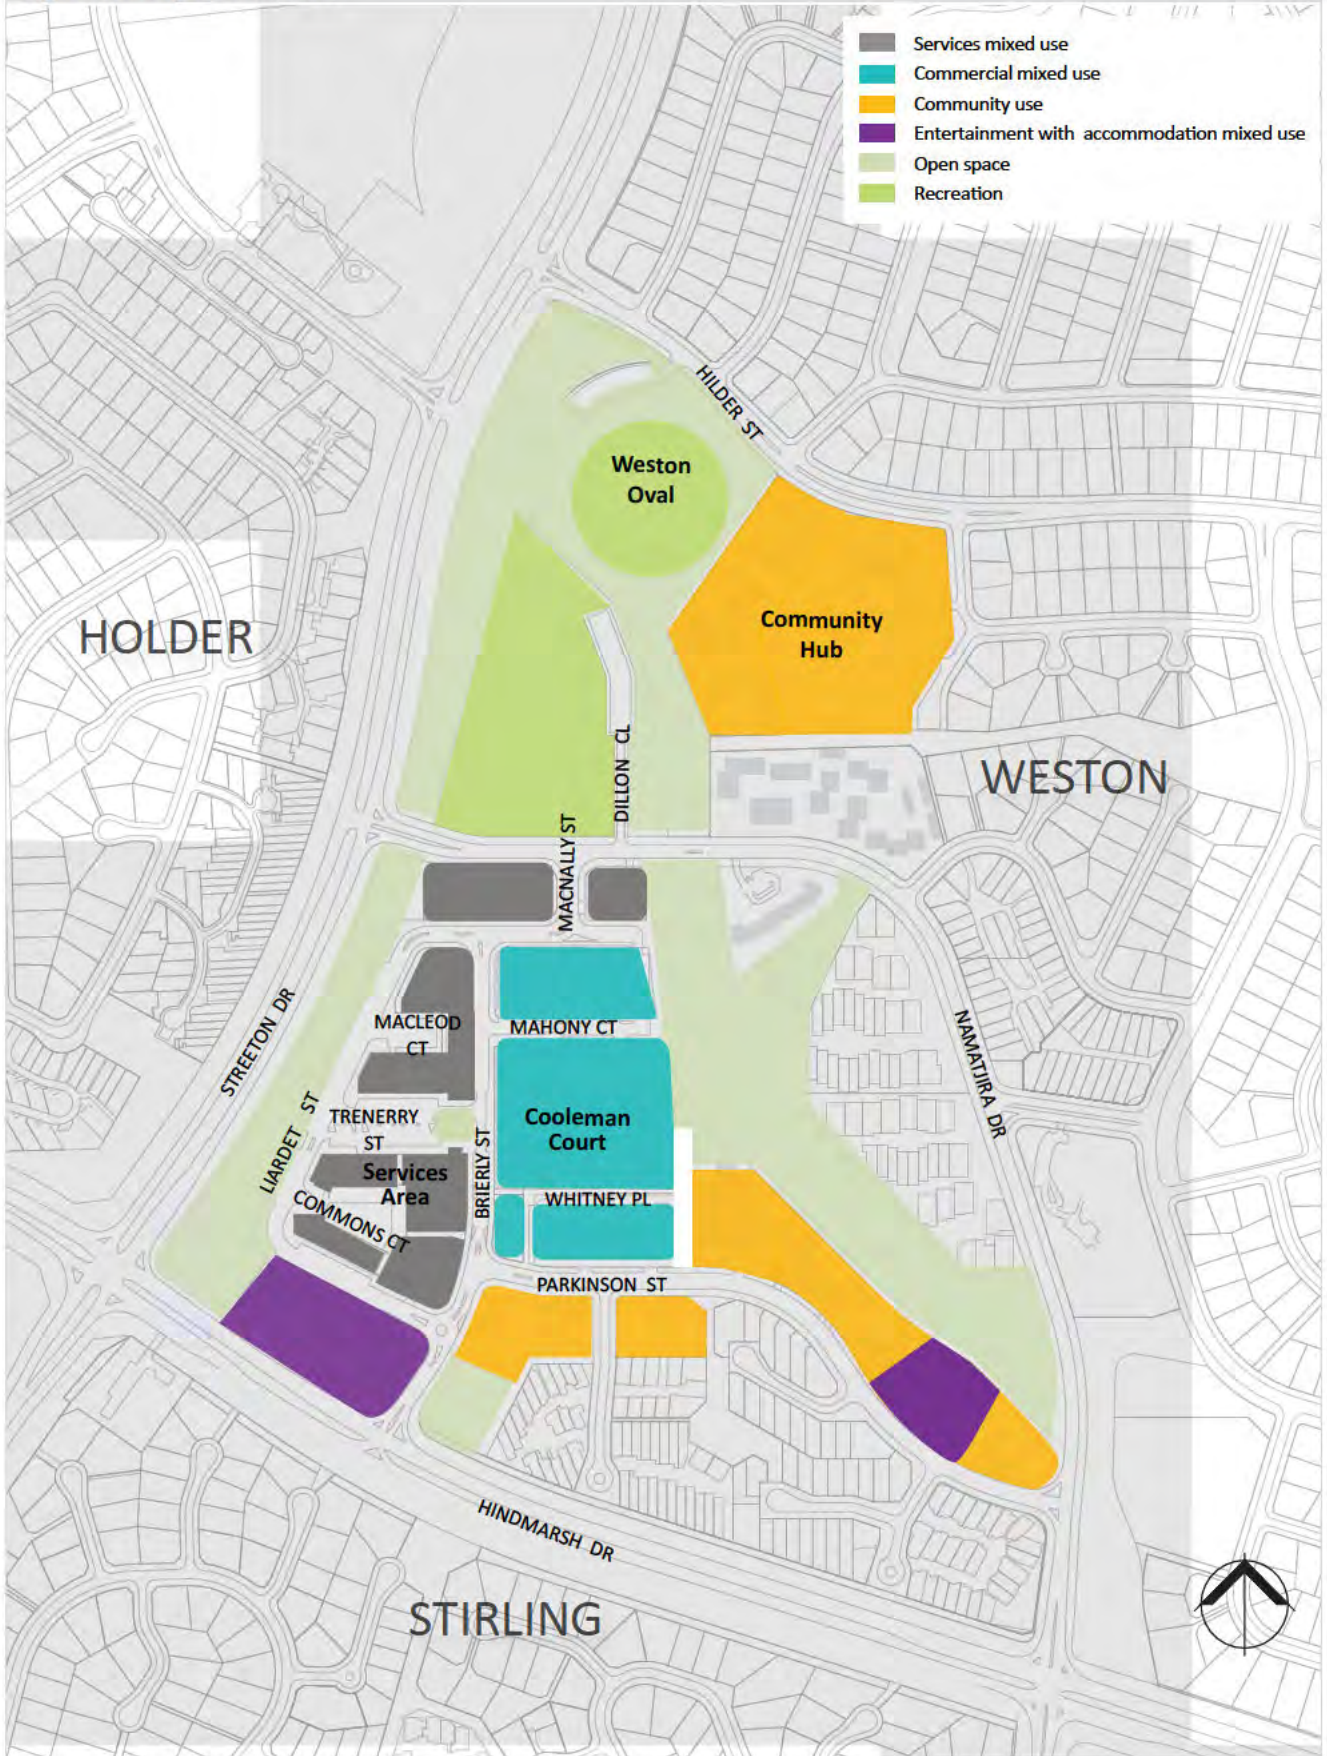 Services mixed use
Commercial mixed use
Community use
Entertainment with accommodation mixed use
Open space
Recreation
HILDER ST
Weston
Oval
Community
Hub
HOLDER
WESTON
DILLON CL
MACNALLY ST
STREETON DR
MACLEOD
CT
MAHONY CT
NAMATJIRA DR
LIARDET ST
TRENERRY
ST
Cooleman
Court
BRIERLY ST
Services
Area
WHITNEY PL
COMMONS CT
PARKINSON ST
HINDMARSH DR
STIRLING